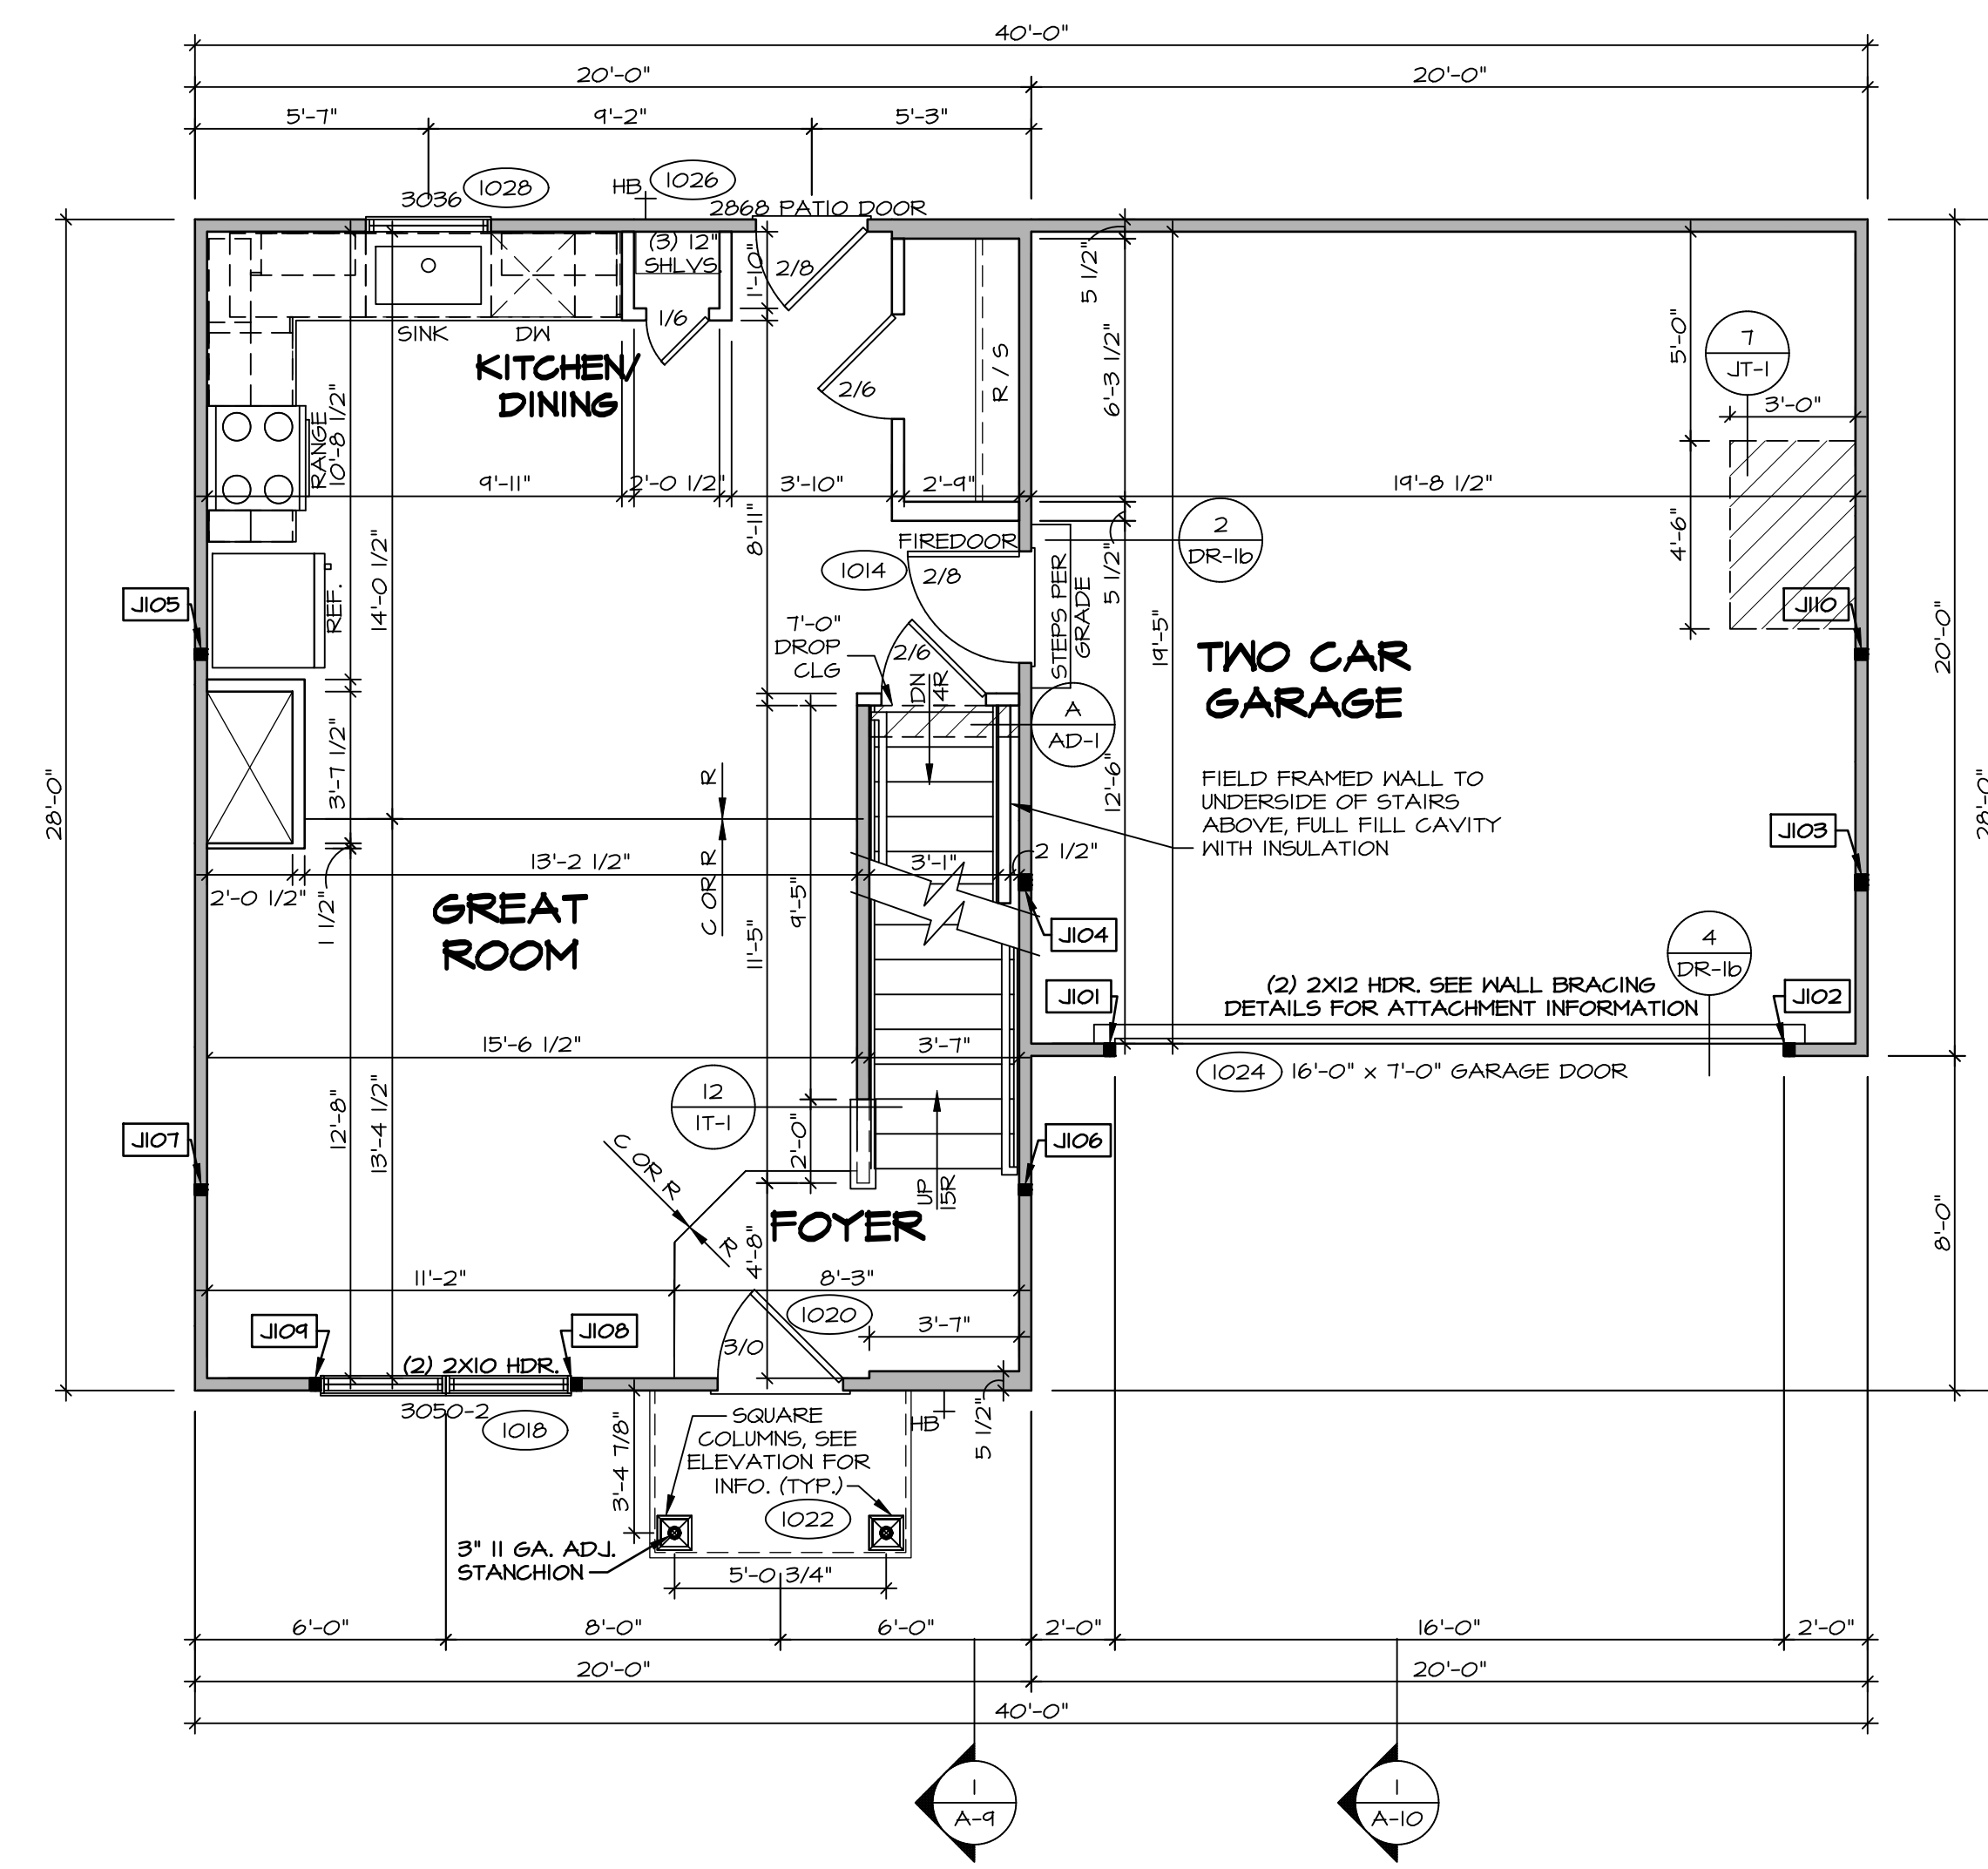 40'-0"
20'-0"
20'-0"
5'-7"
9'-2"
5'-3"
3036
1028
HB
1026
2868 PATIO DOOR
(3) 12"
SHLVS.
1'-10"
2/8
5 1/2"
1/6
SINK
DW
KITCHEN/
DINING
2/6
R / S
6'-3 1/2"
5'-0"
7
JT-1
3'-0"
RANGE
10'-8 1/2"
9'-11"
2'-0 1/2"
3'-10"
2'-9"
19'-8 1/2"
8'-11"
14'-0 1/2"
4'-6"
FIREDOOR
1014
2/8
2
DR-1b
5 1/2"
STEPS PER
GRADE
J105
REF.
J110
20'-0"
7'-0"
DROP
CLG
2/6
DN
14R
19'-5"
TWO CAR
GARAGE
A
AD-1
3'-7 1/2"
R
C OR R
12'-6"
FIELD FRAMED WALL TO
UNDERSIDE OF STAIRS
ABOVE, FULL FILL CAVITY
WITH INSULATION
28'-0"
28'-0"
J103
13'-2 1/2"
3'-1"
2 1/2"
2'-0 1/2"
1 1/2"
9'-5"
11'-5"
GREAT
ROOM
J104
4
DR-1b
J101
(2) 2X12 HDR. SEE WALL BRACING
DETAILS FOR ATTACHMENT INFORMATION
J102
15'-6 1/2"
3'-7"
1024
16'-0" x 7'-0" GARAGE DOOR
12
1T-1
12'-8"
13'-4 1/2"
2'-0"
J107
J106
C OR R
R
UP
15R
FOYER
4'-8"
8'-0"
11'-2"
8'-3"
1020
3'-7"
J109
J108
3/0
(2) 2X10 HDR.
3050-2
1018
3'-4 7/8"
SQUARE
COLUMNS, SEE
ELEVATION FOR
INFO. (TYP.)
HB
5 1/2"
1022
3" 11 GA. ADJ.
STANCHION
5'-0 3/4"
6'-0"
8'-0"
6'-0"
2'-0"
16'-0"
2'-0"
20'-0"
20'-0"
40'-0"
1
A-9
1
A-10